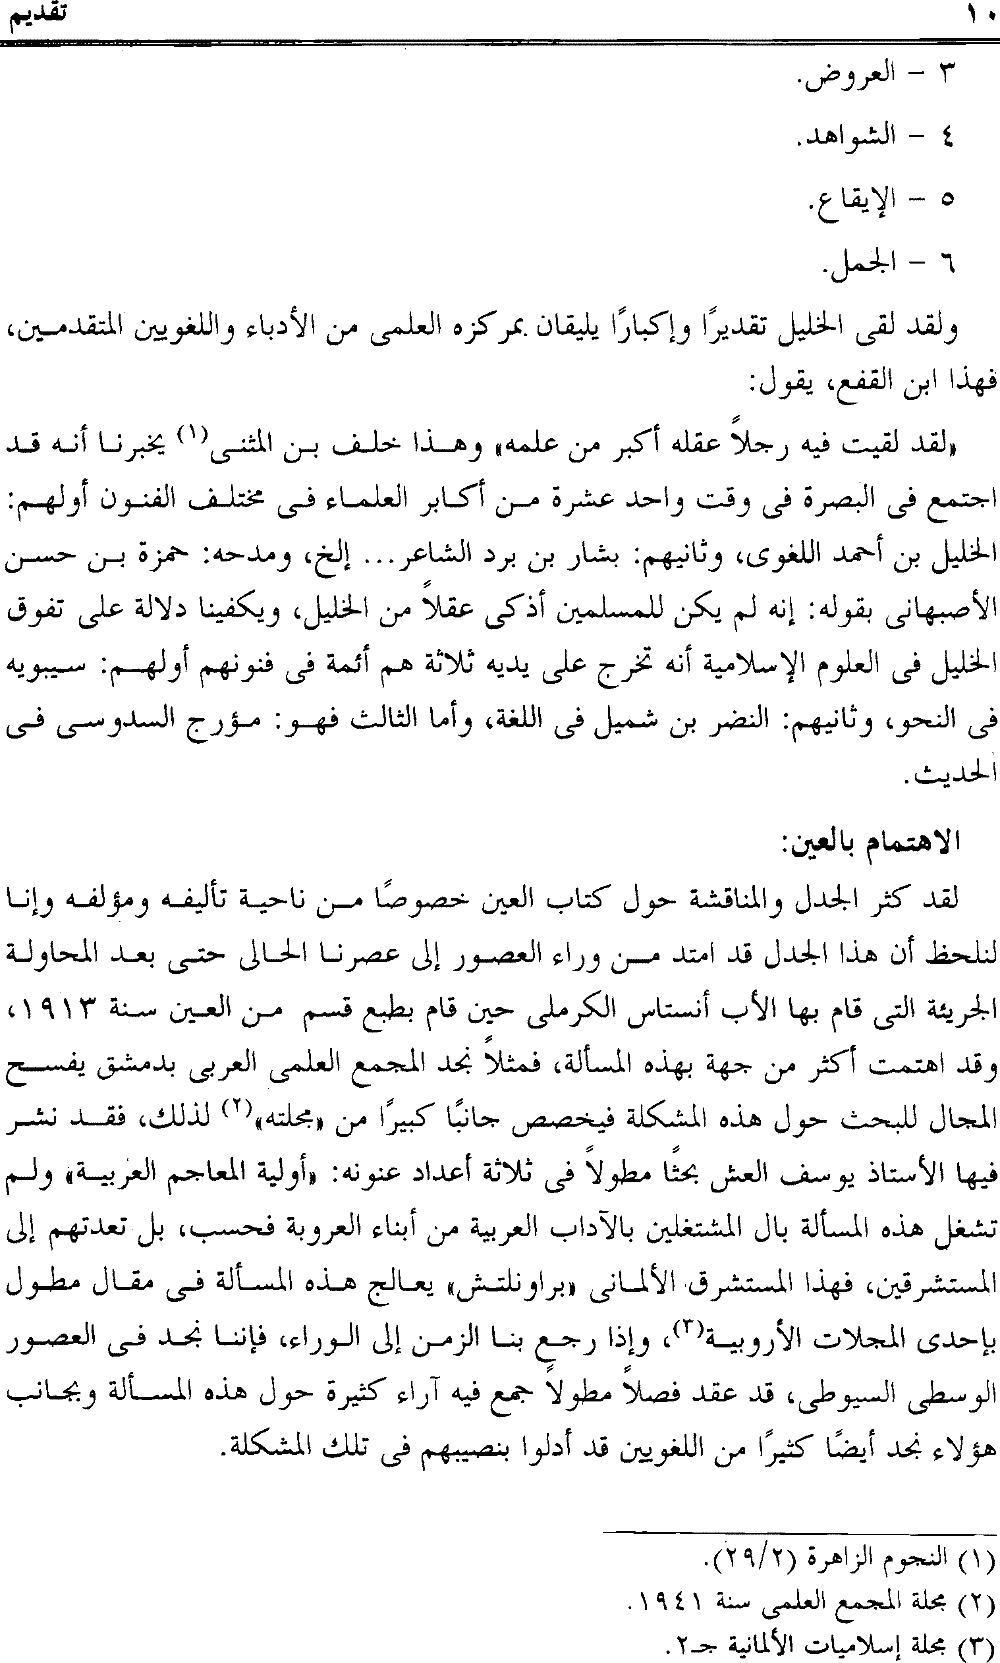 ١٠ تقديم
٣ - العروض.
٤ - الشواهد.
٥ - الإيقاع.
٦ - الجمل.
ولقد لقى الخليل تقديرًا وإكبارًا يليقان بمركزه العلمى من الأدباء واللغويين المتقدمين،
فهذا ابن القفع، يقول:
«لقد لقيت فيه رجلاً عقله أكبر من علمه» وهذا خلف بن المثنى(١) يخبرنا أنه قد
اجتمع فى البصرة فى وقت واحد عشرة من أكابر العلماء فى مختلف الفنون أولهم:
الخليل بن أحمد اللغوى، وثانيهم: بشار بن برد الشاعر... إلخ، ومدحه: حمزة بن حسن
الأصبهانى بقوله: إنه لم يكن للمسلمين أذكى عقلاً من الخليل، ويكفينا دلالة على تفوق
الخليل فى العلوم الإسلامية أنه تخرج على يديه ثلاثة هم أئمة فى فنونهم أولهم: سيبويه
فى النحو، وثانيهم: النضر بن شميل فى اللغة، وأما الثالث فهو: مؤرج السدوسى فى
الحديث.
الاهتمام بالعين:
لقد كثر الجدل والمناقشة حول كتاب العين خصوصًا من ناحية تأليفه ومؤلفه وإنا
لنلحظ أن هذا الجدل قد امتد من وراء العصور إلى عصرنا الحالى حتى بعد المحاولة
الجريئة التى قام بها الأب أنستاس الكرملى حين قام بطبع قسم من العين سنة ١٩١٣،
وقد اهتمت أكثر من جهة بهذه المسألة، فمثلاً نجد المجمع العلمى العربى بدمشق يفسح
المجال للبحث حول هذه المشكلة فيخصص جانبًا كبيرًا من «مجلته»(٢) لذلك، فقد نشر
فيها الأستاذ يوسف العش بحثًا مطولاً فى ثلاثة أعداد عنونه: «أولية المعاجم العربية» ولم
تشغل هذه المسألة بال المشتغلين بالآداب العربية من أبناء العروبة فحسب، بل تعدتهم إلى
المستشرقين، فهذا المستشرق الألمانى «براونلتش» يعالج هذه المسألة فى مقال مطول
بإحدى المجلات الأروبية(٣)، وإذا رجع بنا الزمن إلى الوراء، فإننا نجد فى العصور
الوسطى السيوطى، قد عقد فصلاً مطولاً جمع فيه آراء كثيرة حول هذه المسألة وبجانب
هؤلاء نجد أيضًا كثيرًا من اللغويين قد أدلوا بنصيبهم فى تلك المشكلة.
(١) النجوم الزاهرة (٢٩/٢).
(٢) مجلة المجمع العلمى سنة ١٩٤١.
(٣) مجلة إسلاميات الألمانية جـ٢.